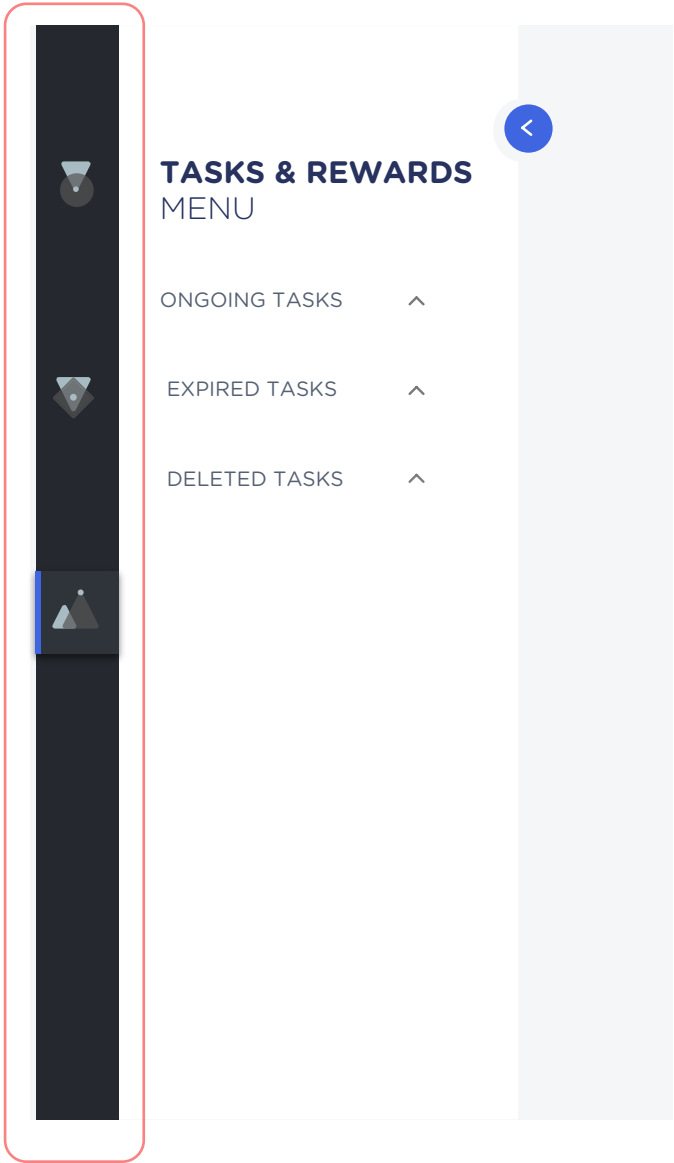 TASKS & REWARDS
MENU
ONGOING TASKS
EXPIRED TASKS
DELETED TASKS